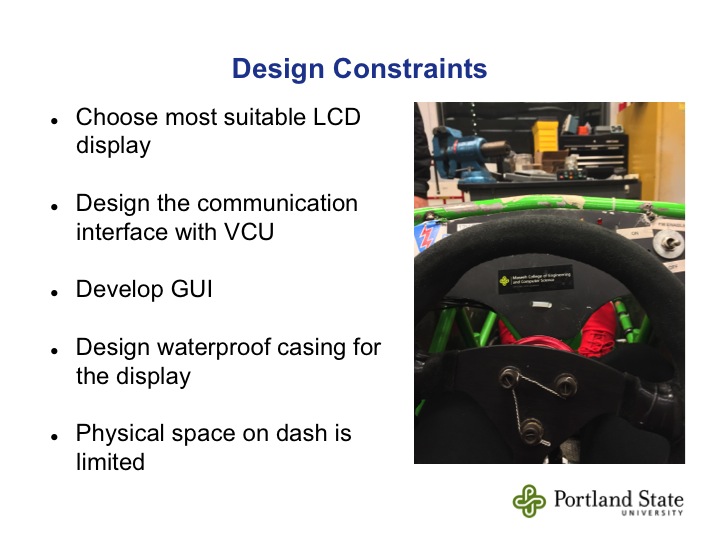 Design Constraints
Choose most suitable LCD
display
Design the communication
interface with VCU
Develop GUI
Design waterproof casing for
the display
Physical space on dash is
limited
ON
Maseeh College of Engineering
and Computer Science
Portland State
UNIVERSITY